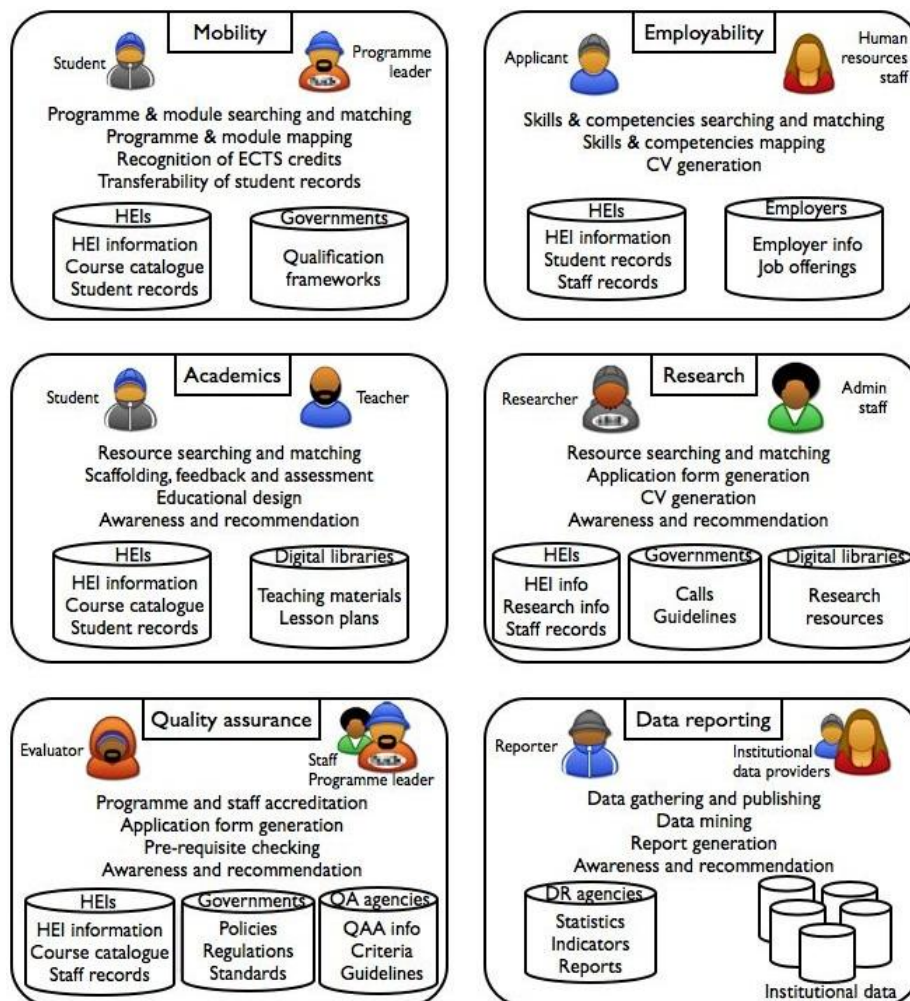 Mobility
Student
Programme
leader
Programme & module searching and matching
Programme & module mapping
Recognition of ECTS credits
Transferability of student records
HEIs
HEI information
Course catalogue
Student records
Governments
Qualification
frameworks
Employability
Applicant
Human
resources
staff
Skills & competencies searching and matching
Skills & competencies mapping
CV generation
HEIs
HEI information
Student records
Staff records
Employers
Employer info
Job offerings
Academics
Student
Teacher
Resource searching and matching
Scaffolding, feedback and assessment
Educational design
Awareness and recommendation
HEIs
HEI information
Course catalogue
Student records
Digital libraries
Teaching materials
Lesson plans
Research
Researcher
Admin
staff
Resource searching and matching
Application form generation
CV generation
Awareness and recommendation
HEIs
HEI info
Research info
Staff records
Governments
Calls
Guidelines
Digital libraries
Research
resources
Quality assurance
Evaluator
Staff
Programme leader
Programme and staff accreditation
Application form generation
Pre-requisite checking
Awareness and recommendation
HEIs
HEI information
Course catalogue
Staff records
Governments
Policies
Regulations
Standards
QA agencies
QAA info
Criteria
Guidelines
Data reporting
Reporter
Institutional
data providers
Data gathering and publishing
Data mining
Report generation
Awareness and recommendation
DR agencies
Statistics
Indicators
Reports
Institutional data